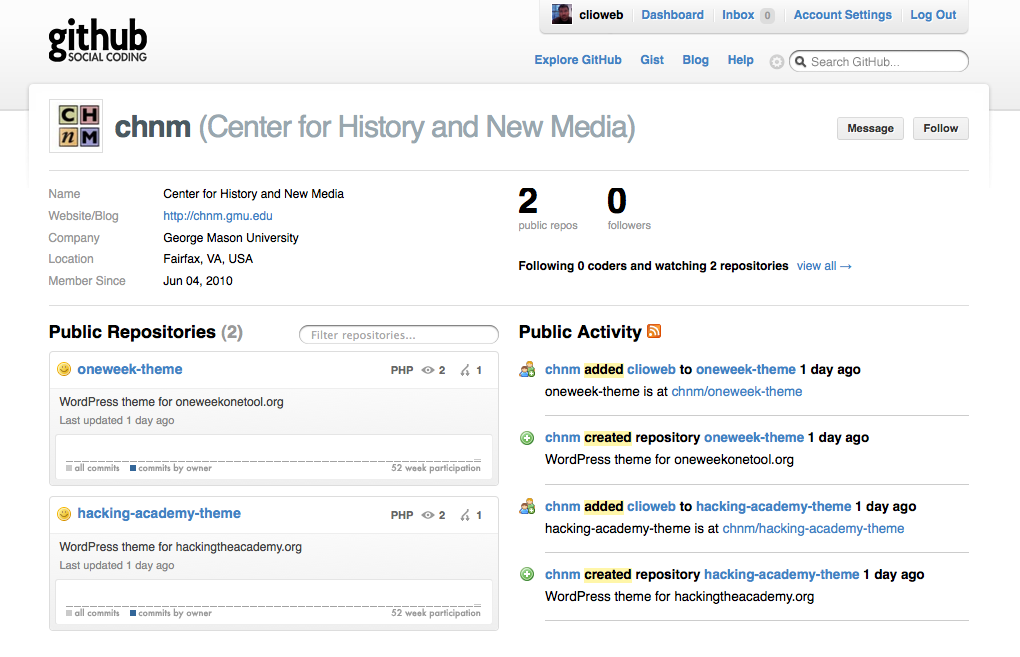 clioweb Dashboard Inbox 0 Account Settings Log Out
github
SOCIAL CODING
Explore GitHub Gist Blog Help Search GitHub...
CHnM
chnm (Center for History and New Media)
Message Follow
Name Center for History and New Media
Website/Blog http://chnm.gmu.edu
Company George Mason University
Location Fairfax, VA, USA
Member Since Jun 04, 2010
2 0
public repos followers
Following 0 coders and watching 2 repositories view all →
Public Repositories (2) Filter repositories...
oneweek-theme PHP 2 1
WordPress theme for oneweekonetool.org
Last updated 1 day ago
all commits commits by owner 52 week participation
hacking-academy-theme PHP 2 1
WordPress theme for hackingtheacademy.org
Last updated 1 day ago
all commits commits by owner 52 week participation
Public Activity
chnm added clioweb to oneweek-theme 1 day ago
oneweek-theme is at chnm/oneweek-theme
chnm created repository oneweek-theme 1 day ago
WordPress theme for oneweekonetool.org
chnm added clioweb to hacking-academy-theme 1 day ago
hacking-academy-theme is at chnm/hacking-academy-theme
chnm created repository hacking-academy-theme 1 day ago
WordPress theme for hackingtheacademy.org